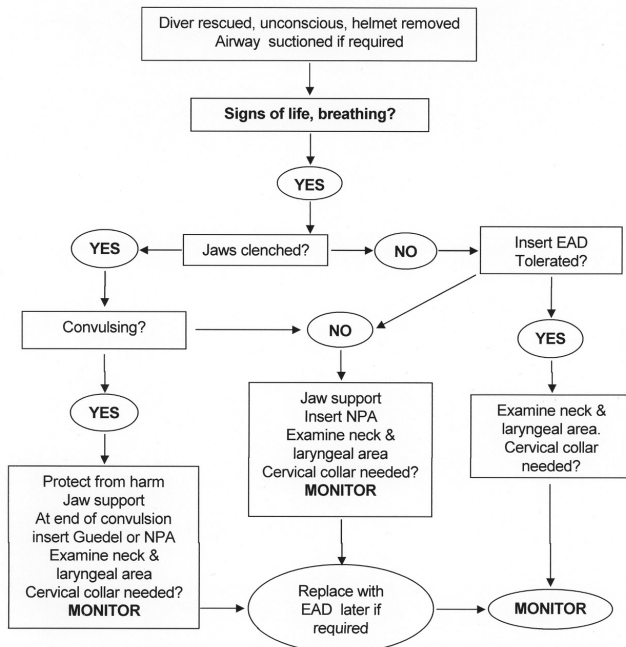 Diver rescued, unconscious, helmet removed
Airway suctioned if required
Signs of life, breathing?
YES
YES
Jaws clenched?
NO
Insert EAD
Tolerated?
Convulsing?
NO
YES
YES
Jaw support
Insert NPA
Examine neck &
laryngeal area
Cervical collar needed?
MONITOR
Examine neck &
laryngeal area.
Cervical collar
needed?
Protect from harm
Jaw support
At end of convulsion
insert Guedel or NPA
Examine neck &
laryngeal area
Cervical collar needed?
MONITOR
Replace with
EAD later if
required
MONITOR